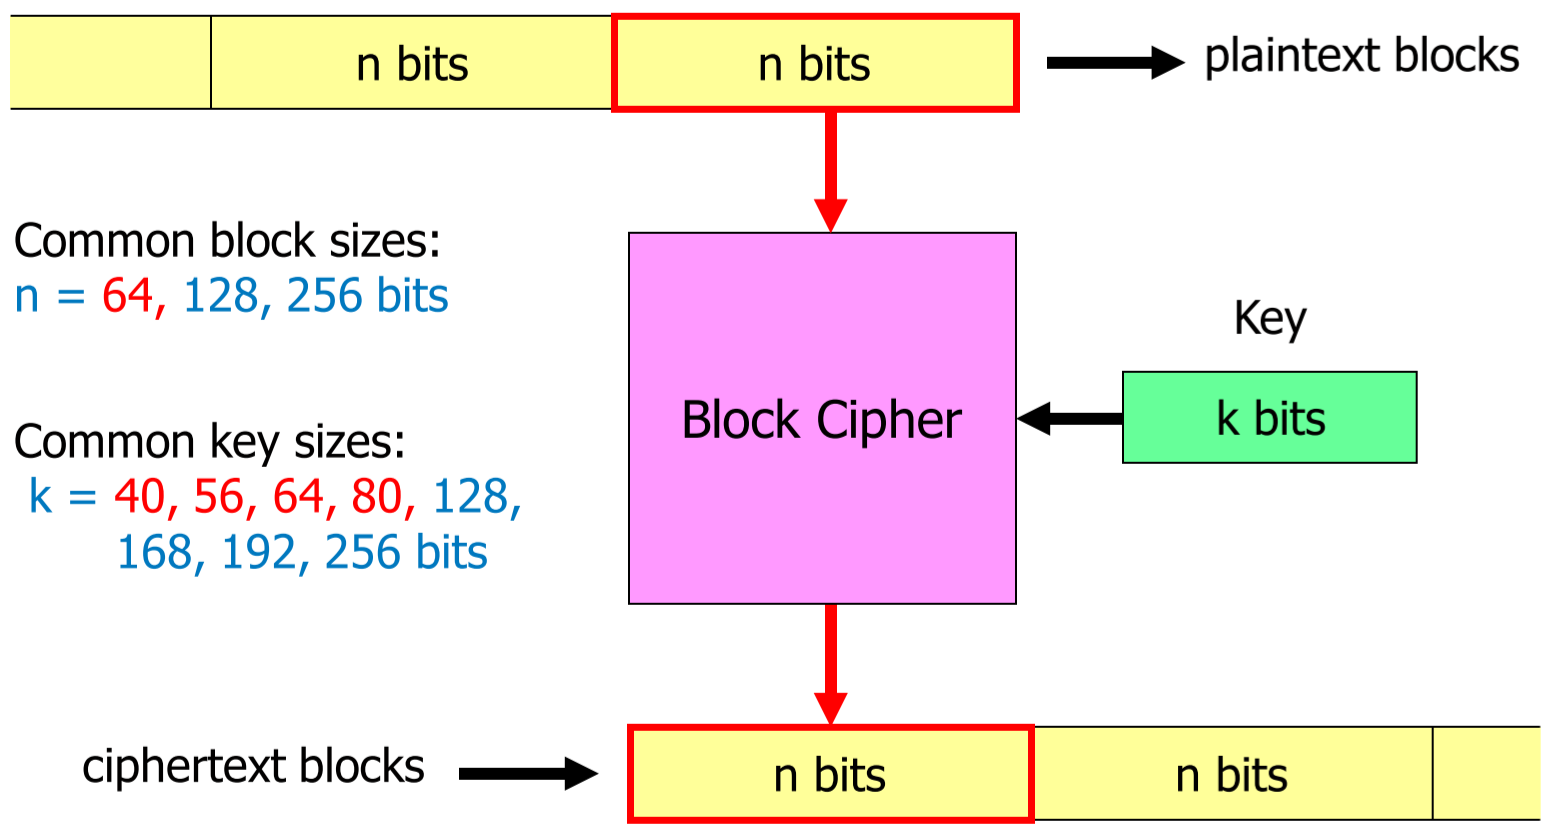 n bits
n bits
plaintext blocks
Common block sizes:
n = 64, 128, 256 bits
Key
Block Cipher
k bits
Common key sizes:
k = 40, 56, 64, 80, 128,
168, 192, 256 bits
ciphertext blocks
n bits
n bits